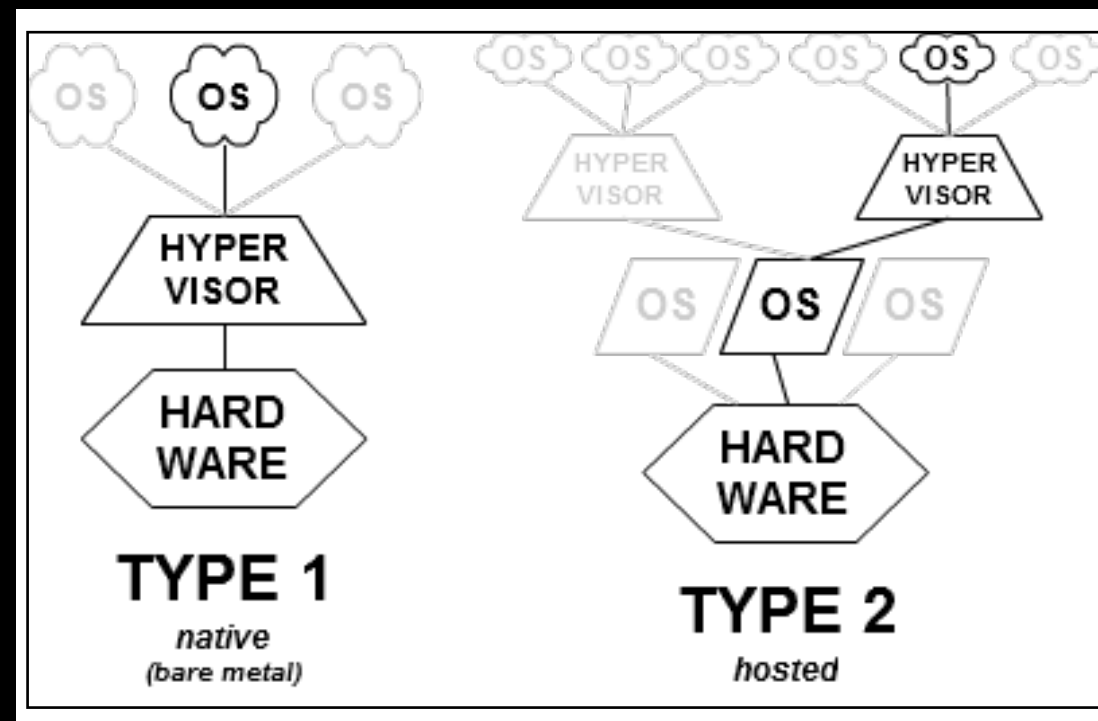 OS OS OS
HYPER
VISOR
HARD
WARE
TYPE 1
native
(bare metal)
OS OS OS OS OS OS
HYPER
VISOR
HYPER
VISOR
OS OS OS
HARD
WARE
TYPE 2
hosted